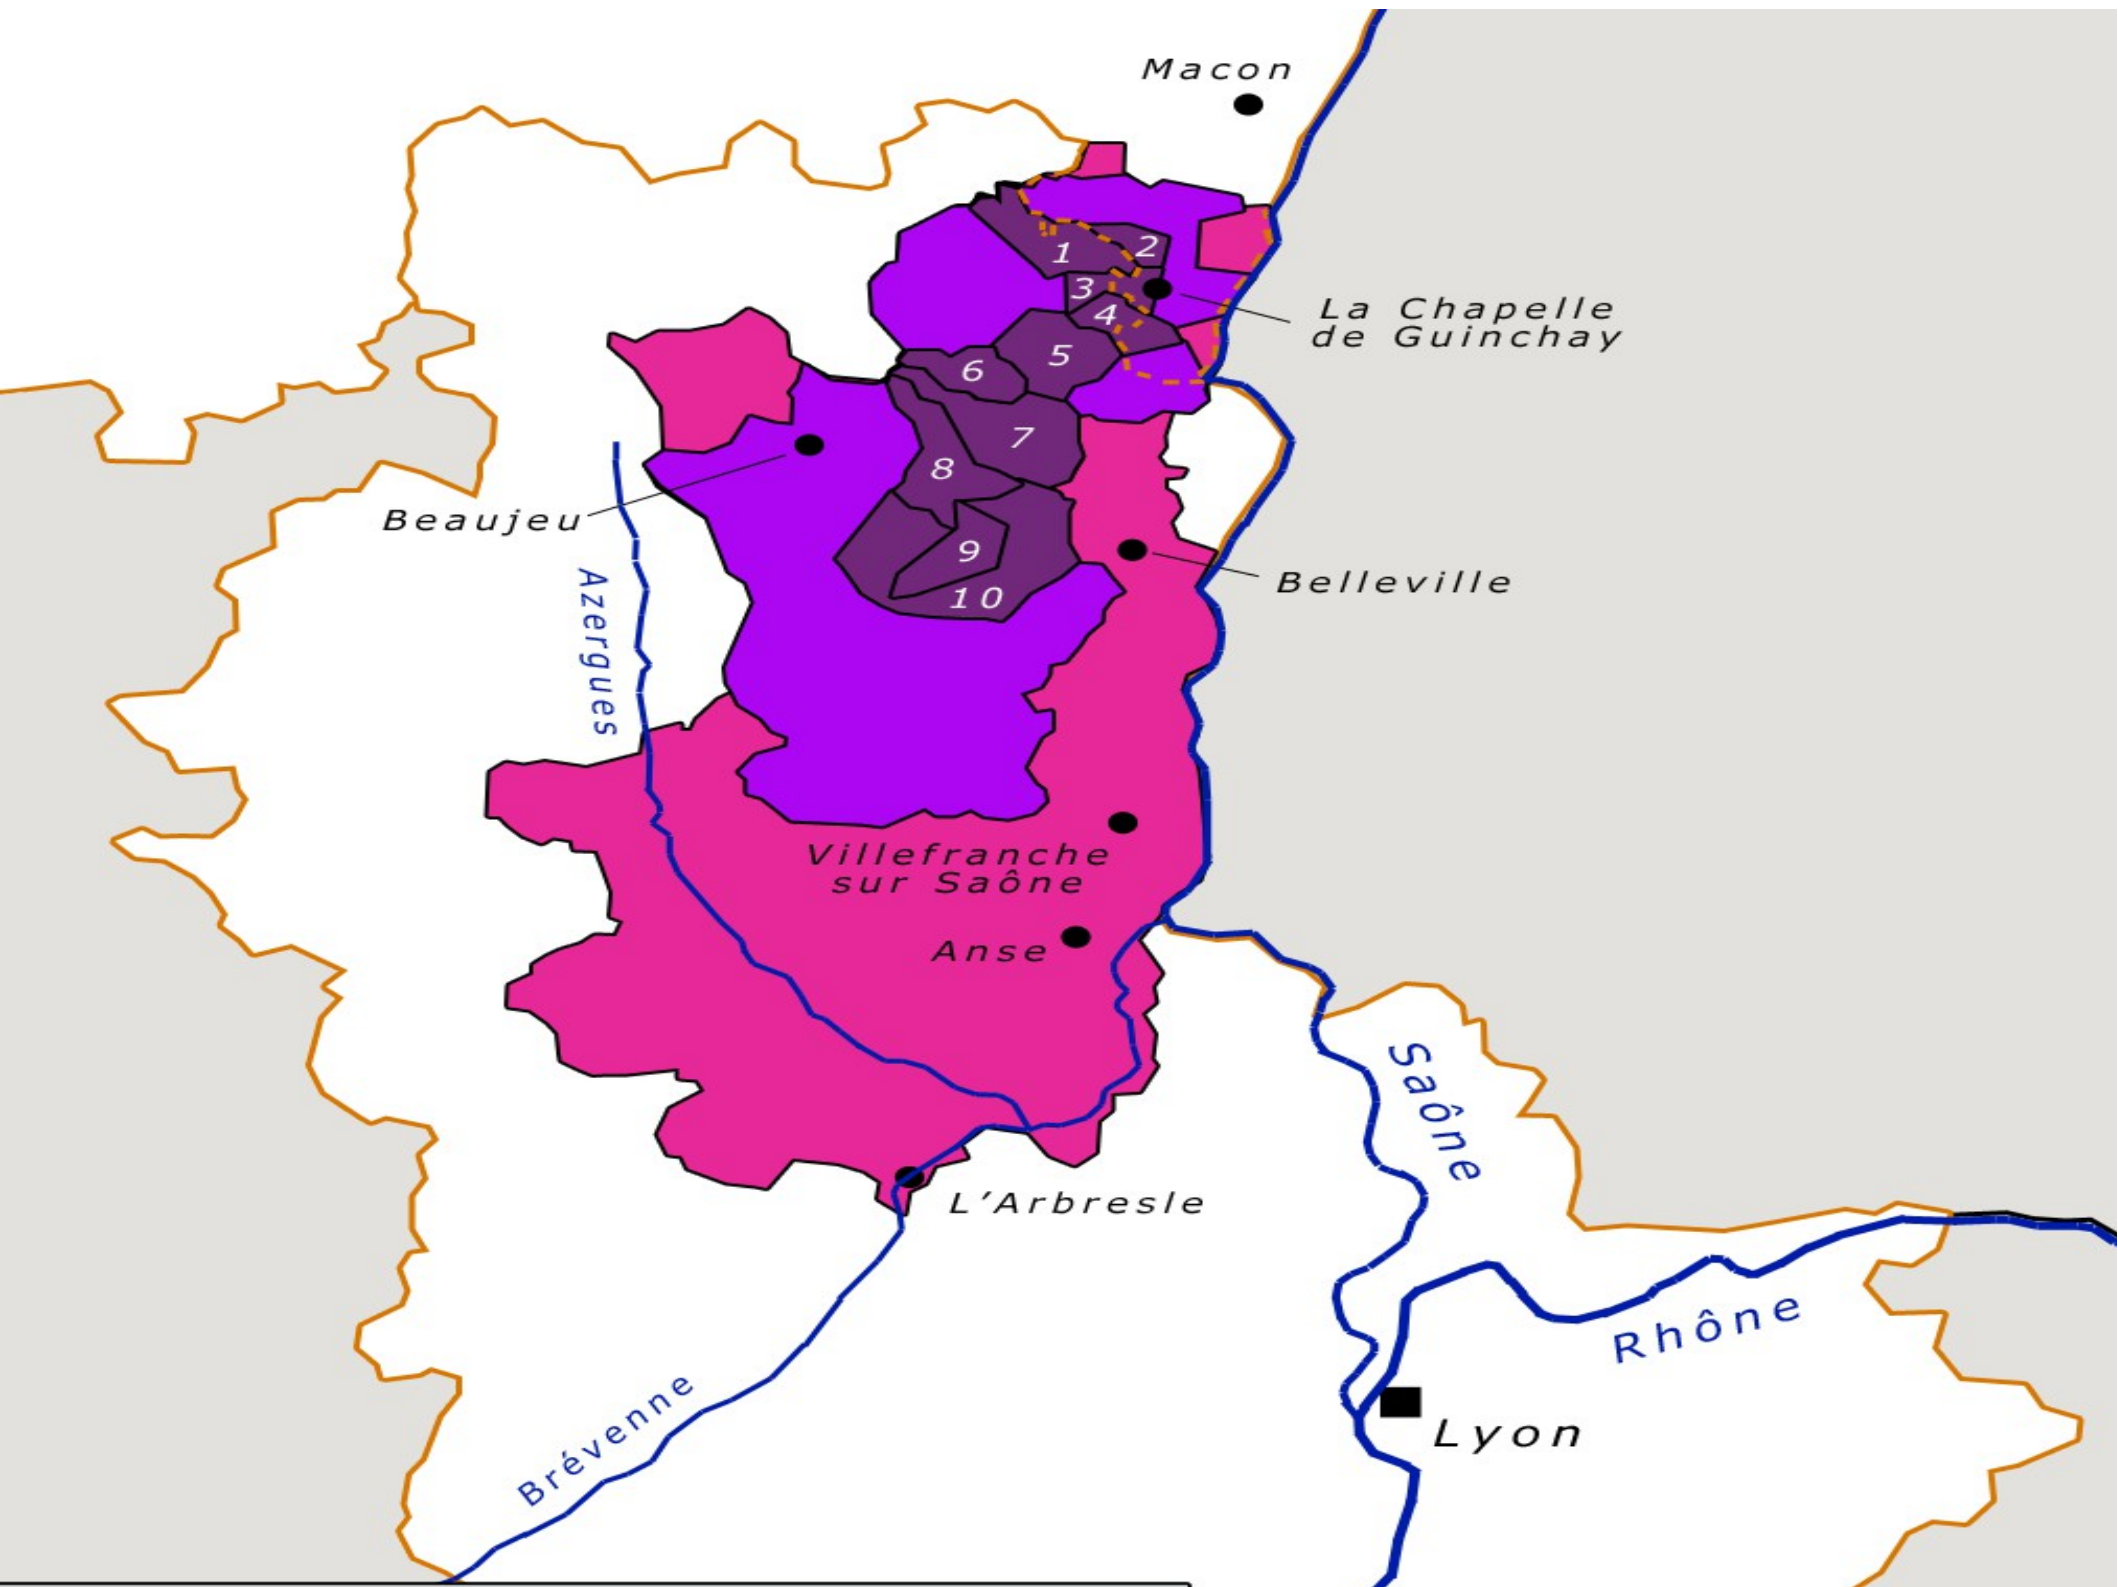 Macon
1
2
3
La Chapelle
de Guinchay
4
5
6
7
8
Beaujeu
9
Belleville
10
Azergues
Villefranche
sur Saône
Anse
Saône
L'Arbresle
Rhône
Brévenne
Lyon